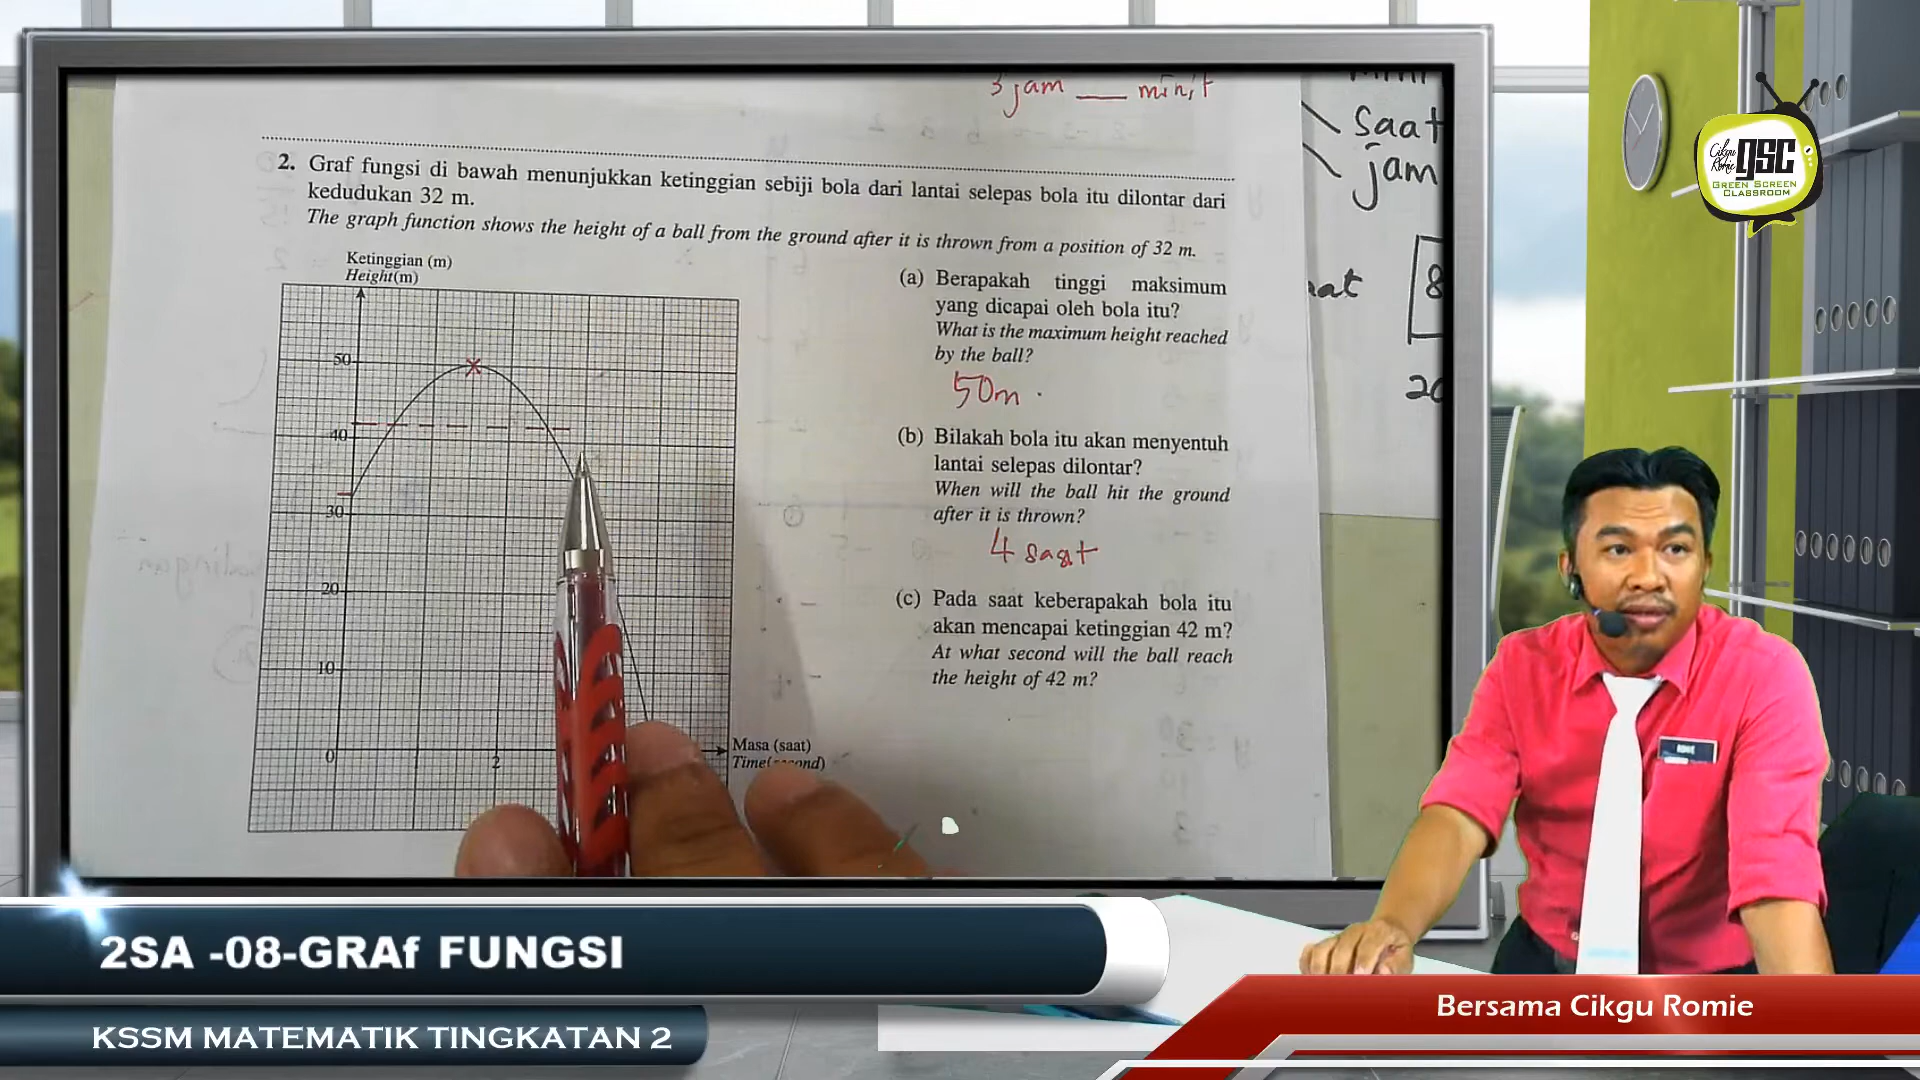 3 jam ___ minit
saat
jam
2. Graf fungsi di bawah menunjukkan ketinggian sebiji bola dari lantai selepas bola itu dilontar dari
kedudukan 32 m.
The graph function shows the height of a ball from the ground after it is thrown from a position of 32 m.
Ketinggian (m)
Height(m)
50
40
30
20
10
0
1
2
Masa (saat)
(a) Berapakah tinggi maksimum
yang dicapai oleh bola itu?
What is the maximum height reached
by the ball?
50m
(b) Bilakah bola itu akan menyentuh
lantai selepas dilontar?
When will the ball hit the ground
after it is thrown?
4 saat
(c) Pada saat keberapakah bola itu
akan mencapai ketinggian 42 m?
At what second will the ball reach
the height of 42 m?
8
20
Cikgu
Romie GSC
GREEN SCREEN
CLASSROOM
2SA -08-GRAf FUNGSI
KSSM MATEMATIK TINGKATAN 2
Bersama Cikgu Romie